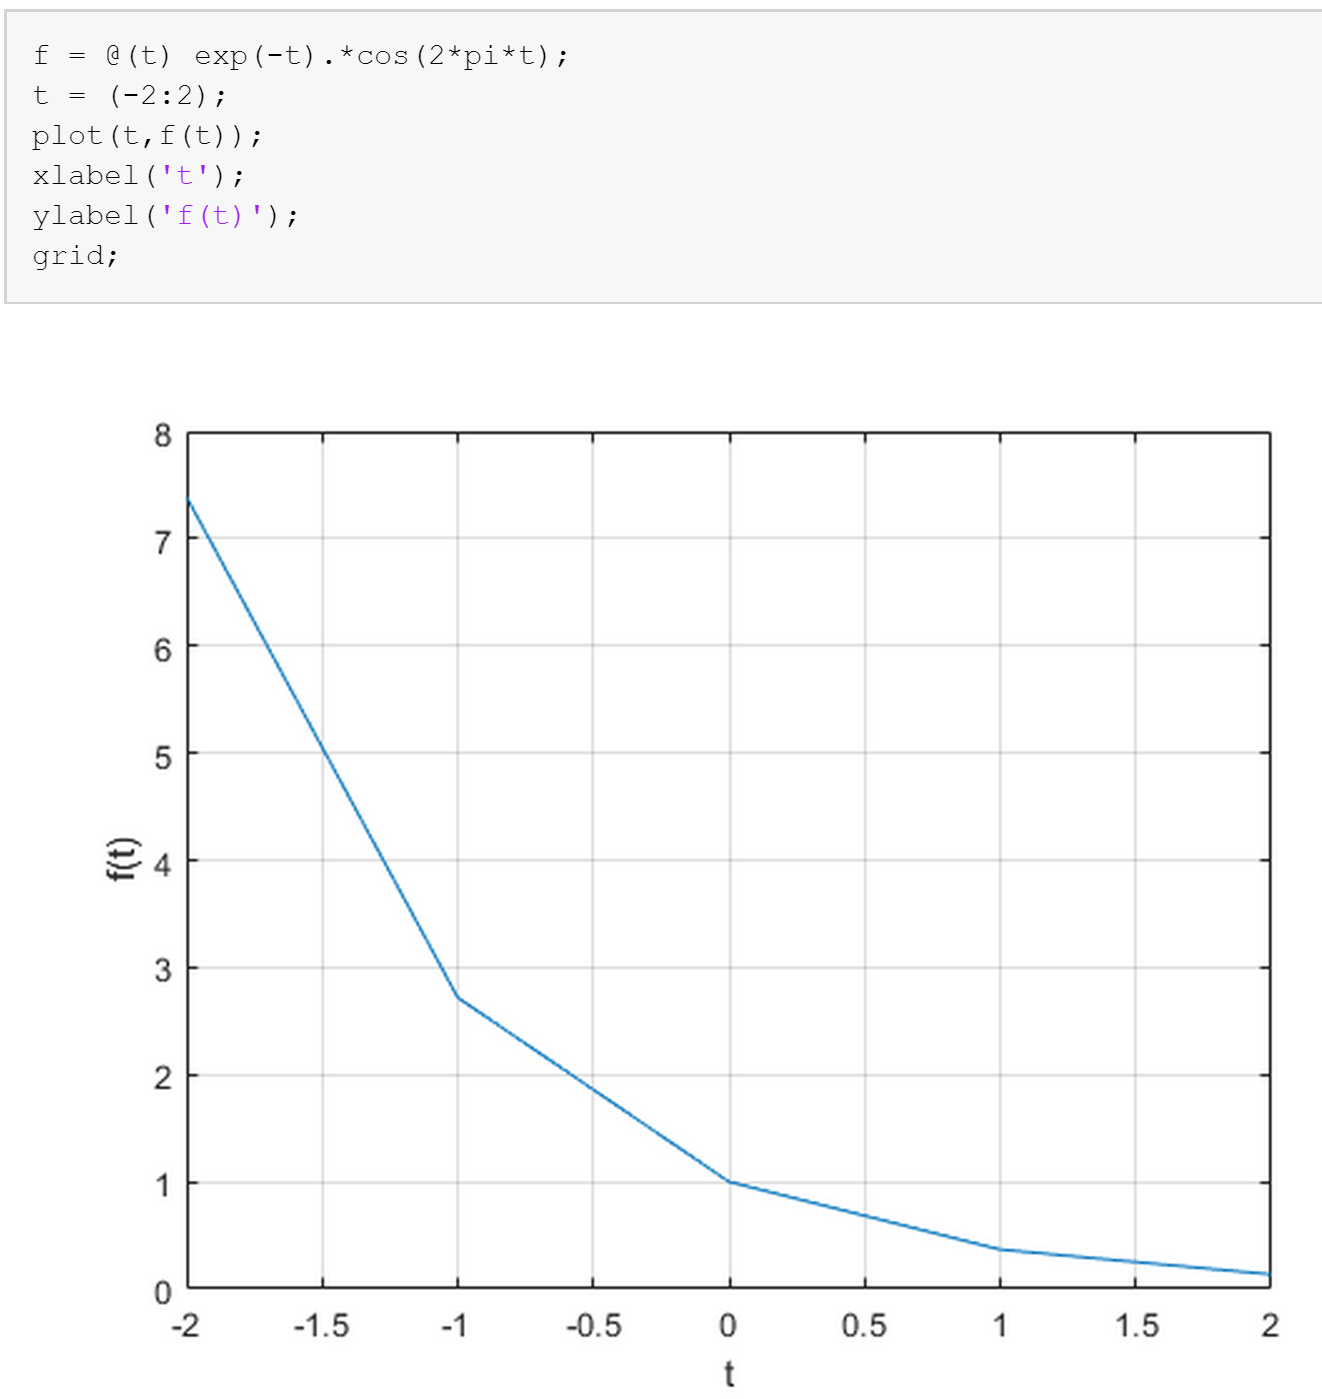 f = @(t) exp(-t).*cos(2*pi*t);
t = (-2:2);
plot(t,f(t));
xlabel('t');
ylabel('f(t)');
grid;
8
7
6
5
4
3
2
1
0
f(t)
-2 -1.5 -1 -0.5 0 0.5 1 1.5 2
t